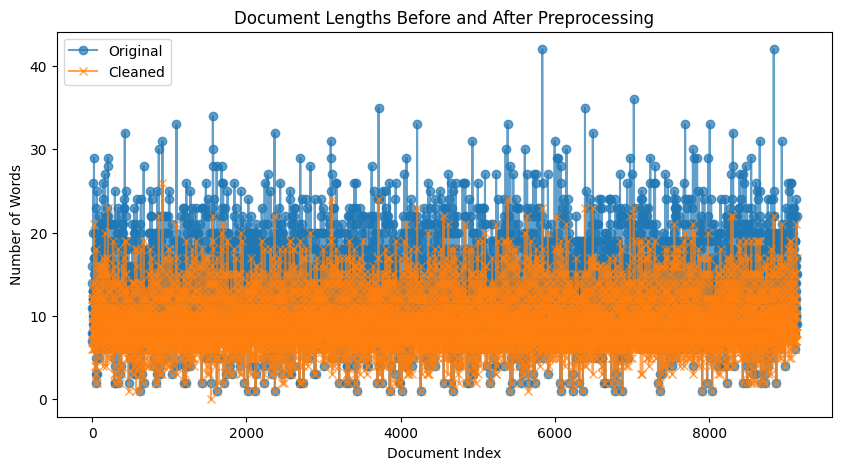 Document Lengths Before and After Preprocessing
Original
Cleaned
Number of Words
40
30
20
10
0
0 2000 4000 6000 8000
Document Index